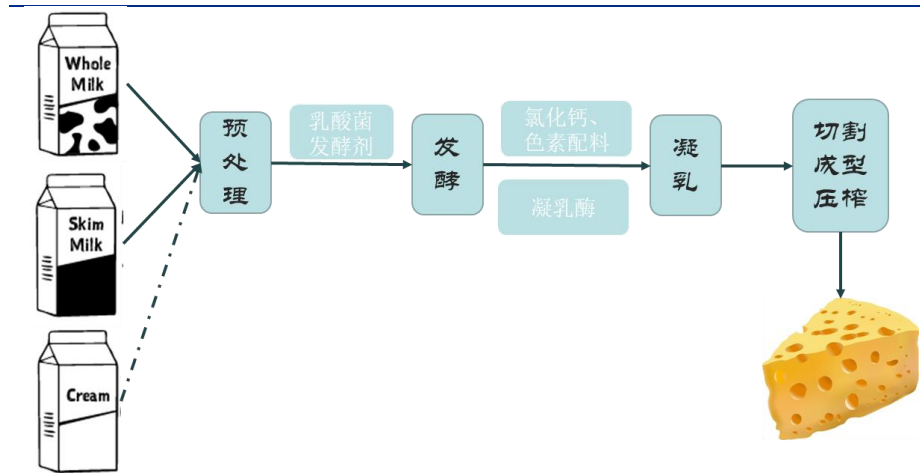 Whole
Milk
Skim
Milk
Cream
预
处
理
乳酸菌
发酵剂
发
酵
氯化钙、
色素配料
凝乳酶
凝
乳
切割
成型
压榨